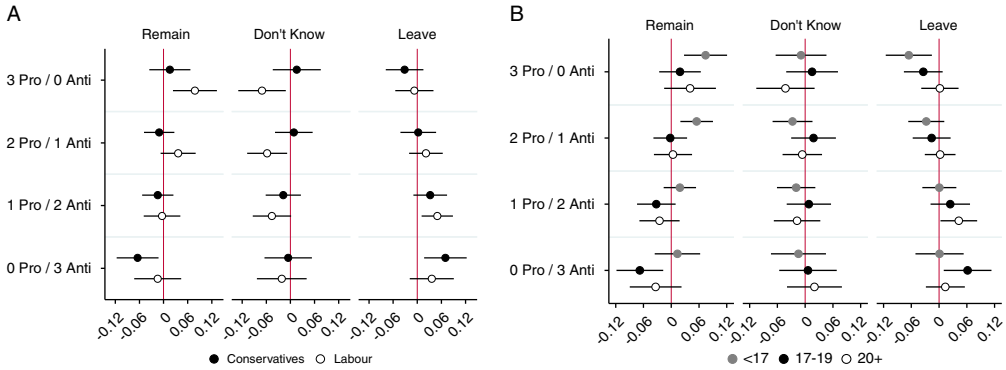 A
Remain Don't Know Leave
3 Pro / 0 Anti
2 Pro / 1 Anti
1 Pro / 2 Anti
0 Pro / 3 Anti
-0.12 -0.06 0 0.06 0.12 -0.12 -0.06 0 0.06 0.12 -0.12 -0.06 0 0.06 0.12
Conservatives Labour
B
Remain Don't Know Leave
3 Pro / 0 Anti
2 Pro / 1 Anti
1 Pro / 2 Anti
0 Pro / 3 Anti
-0.12 -0.06 0 0.06 0.12 -0.12 -0.06 0 0.06 0.12 -0.12 -0.06 0 0.06 0.12
<17 17-19 20+